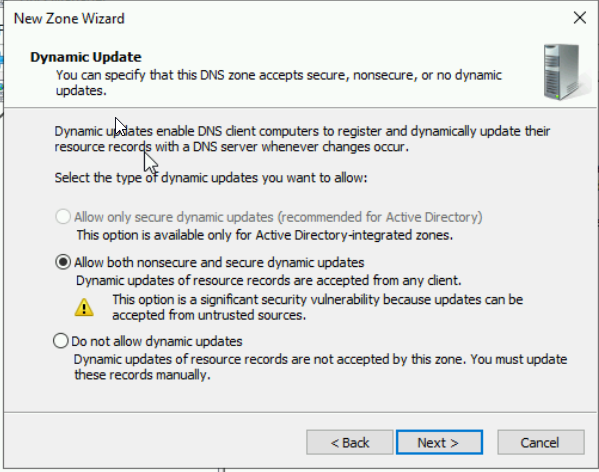 New Zone Wizard
Dynamic Update
You can specify that this DNS zone accepts secure, nonsecure, or no dynamic
updates.
Dynamic updates enable DNS client computers to register and dynamically update their
resource records with a DNS server whenever changes occur.
Select the type of dynamic updates you want to allow:
Allow only secure dynamic updates (recommended for Active Directory)
This option is available only for Active Directory-integrated zones.
Allow both nonsecure and secure dynamic updates
Dynamic updates of resource records are accepted from any client.
This option is a significant security vulnerability because updates can be
accepted from untrusted sources.
Do not allow dynamic updates
Dynamic updates of resource records are not accepted by this zone. You must update
these records manually.
< Back Next > Cancel